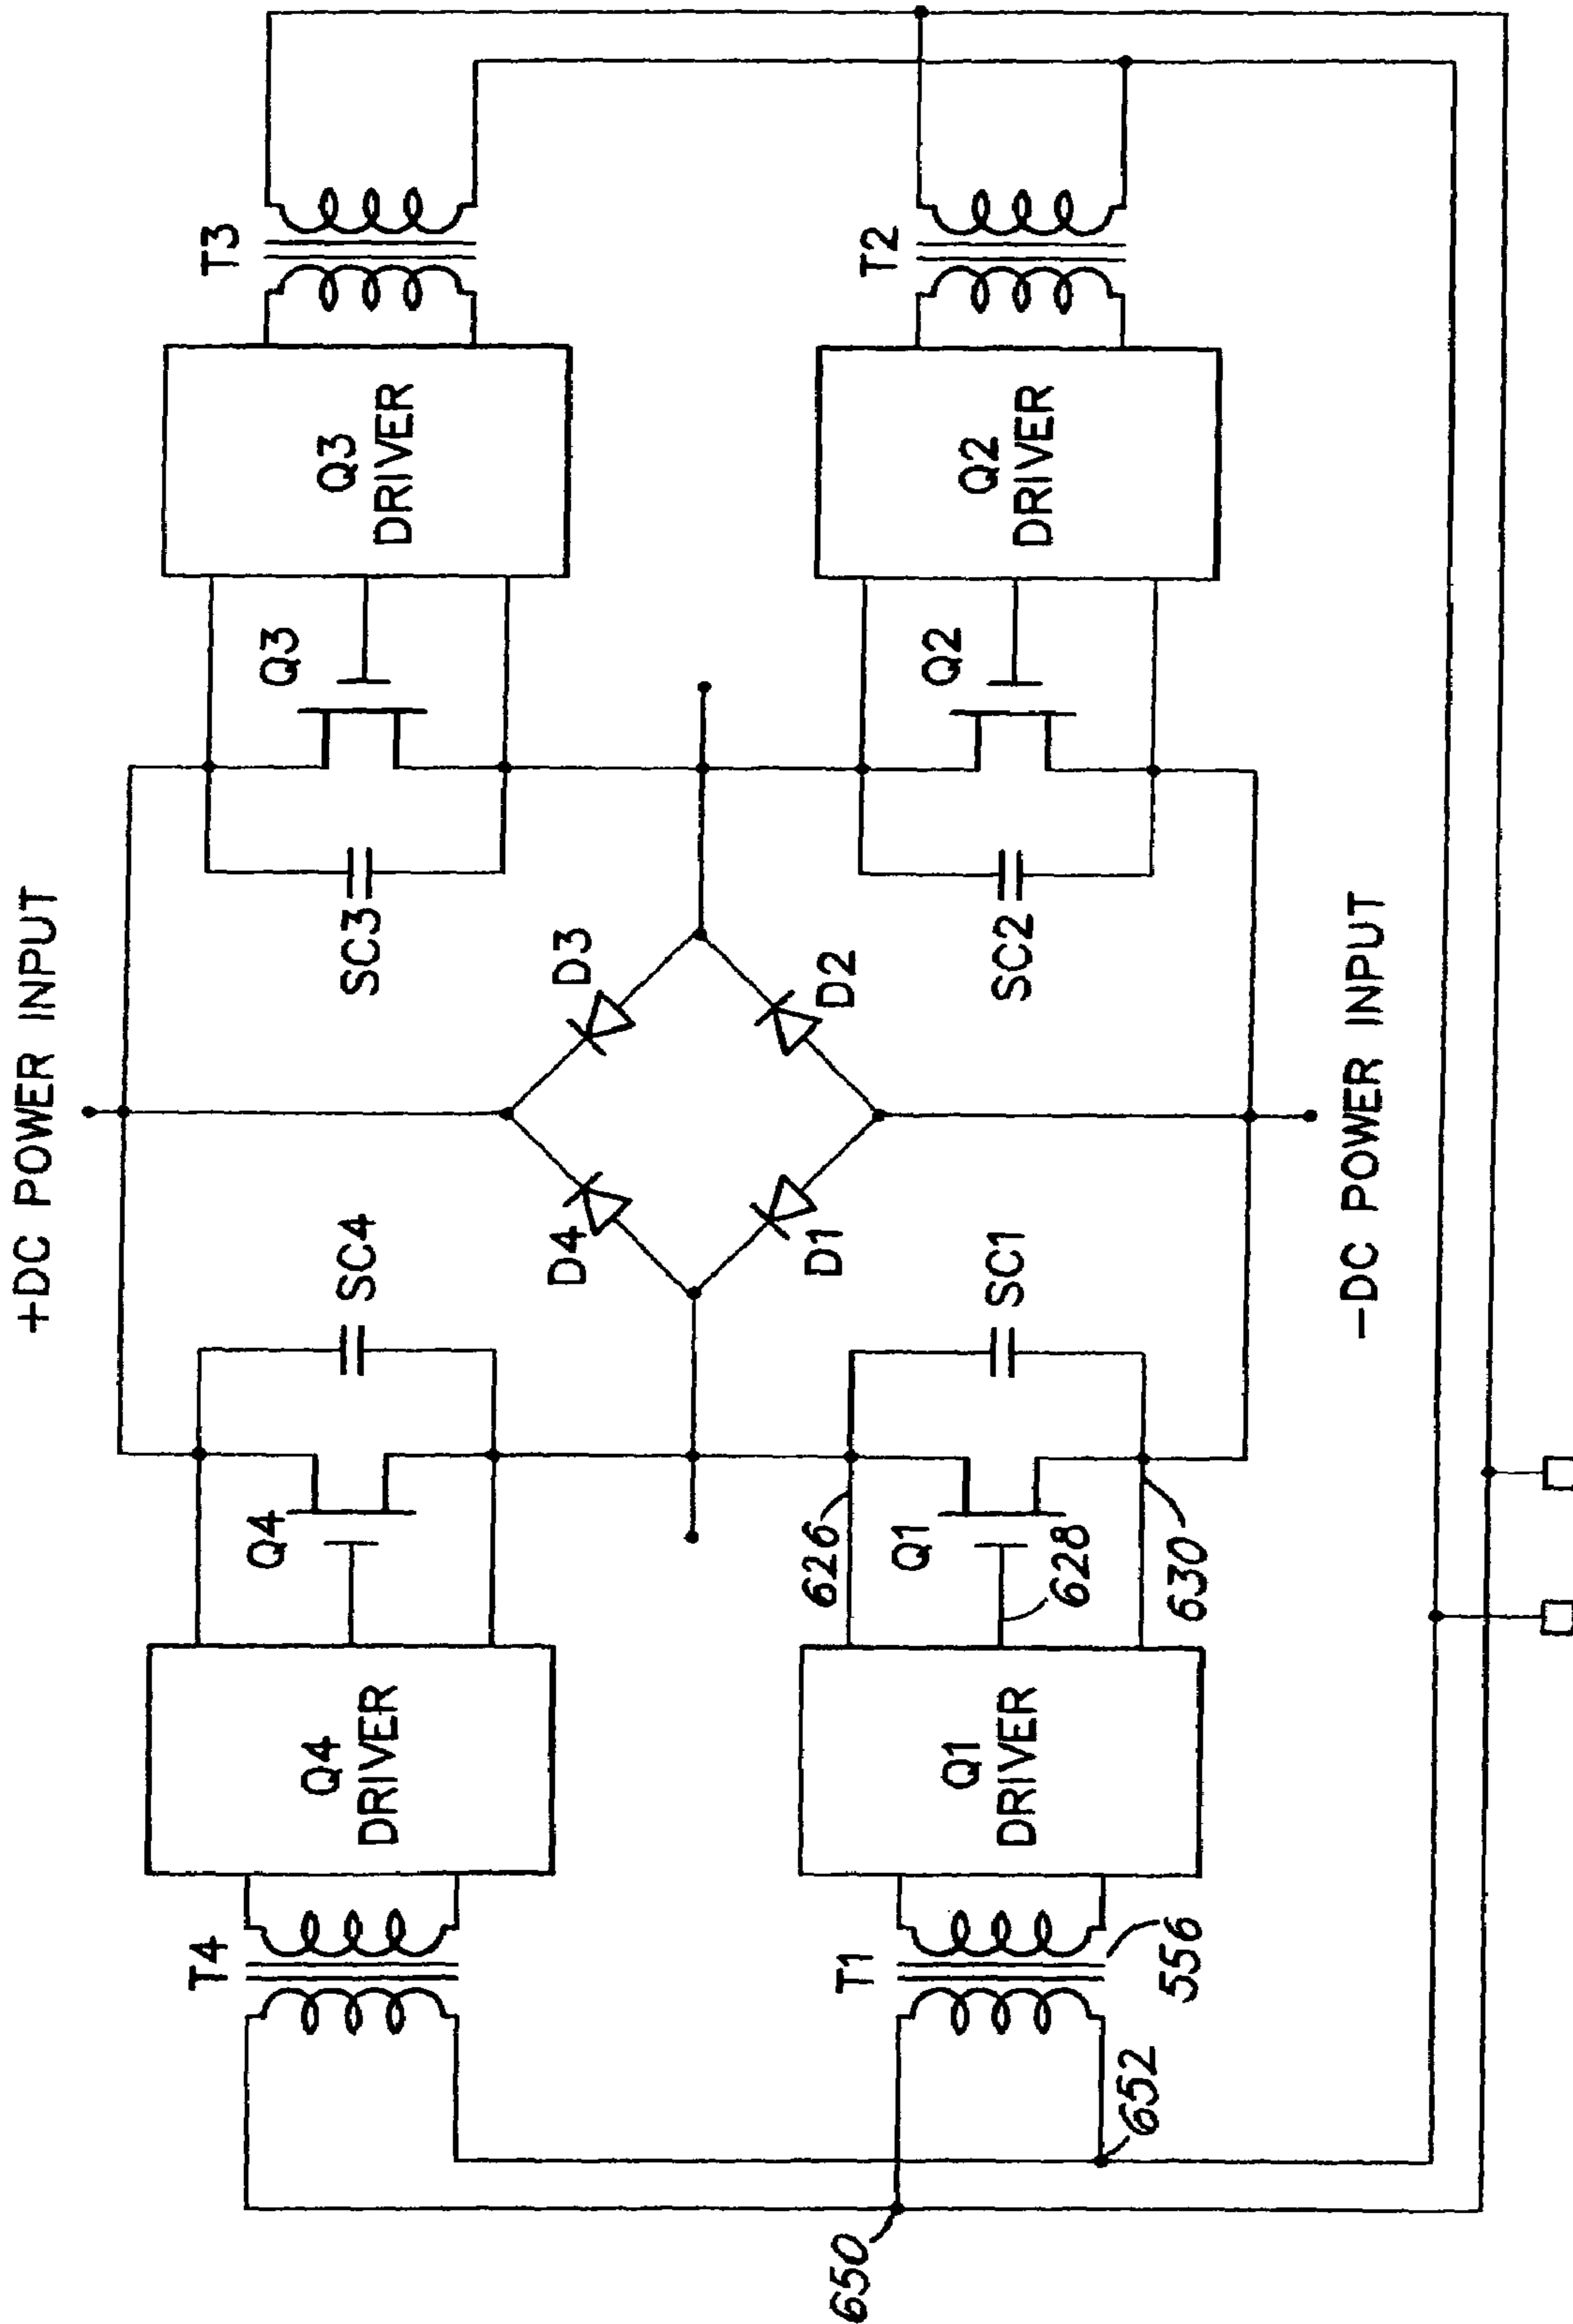 +DC POWER INPUT
T4
Q4
DRIVER
Q4
SC4
SC3
Q3
Q3
DRIVER
T3
D4
D3
D1
D2
T1
Q1
DRIVER
626
Q1
628
630
SC1
SC2
Q2
Q2
DRIVER
T2
556
650
652
-DC POWER INPUT